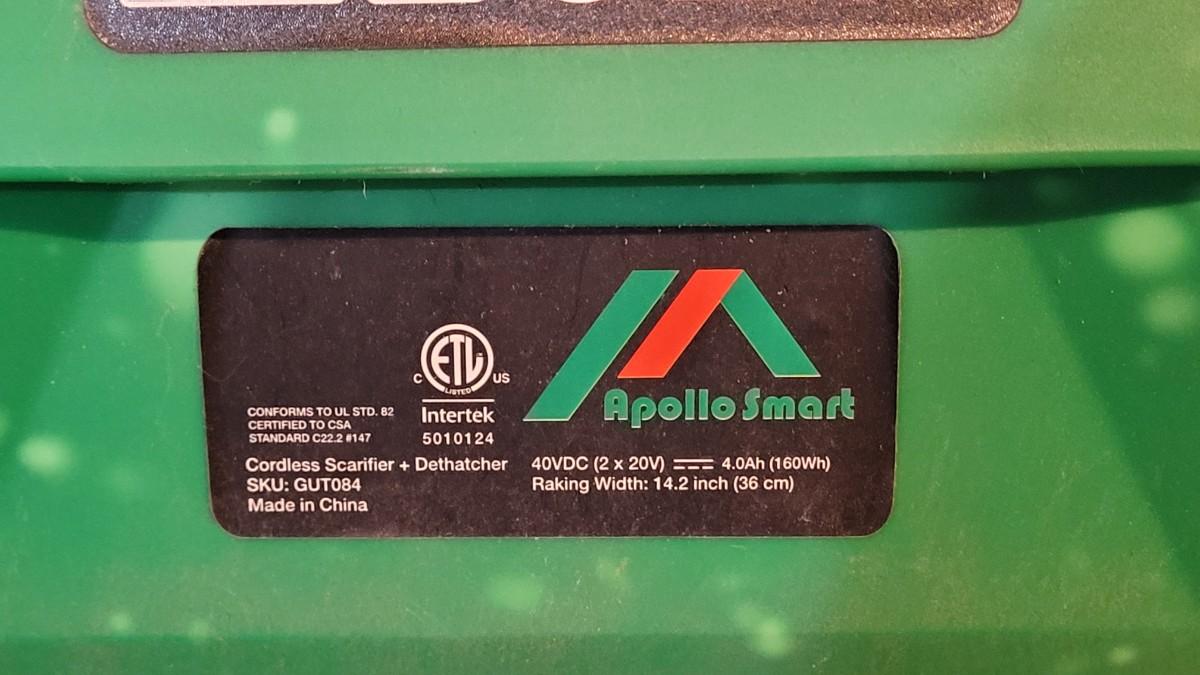 Apollo Smart
C ETL US
LISTED
Intertek
5010124
CONFORMS TO UL STD. 82
CERTIFIED TO CSA
STANDARD C22.2 #147
Cordless Scarifier + Dethatcher
SKU: GUT084
Made in China
40VDC (2 x 20V) ⎓ 4.0Ah (160Wh)
Raking Width: 14.2 inch (36 cm)